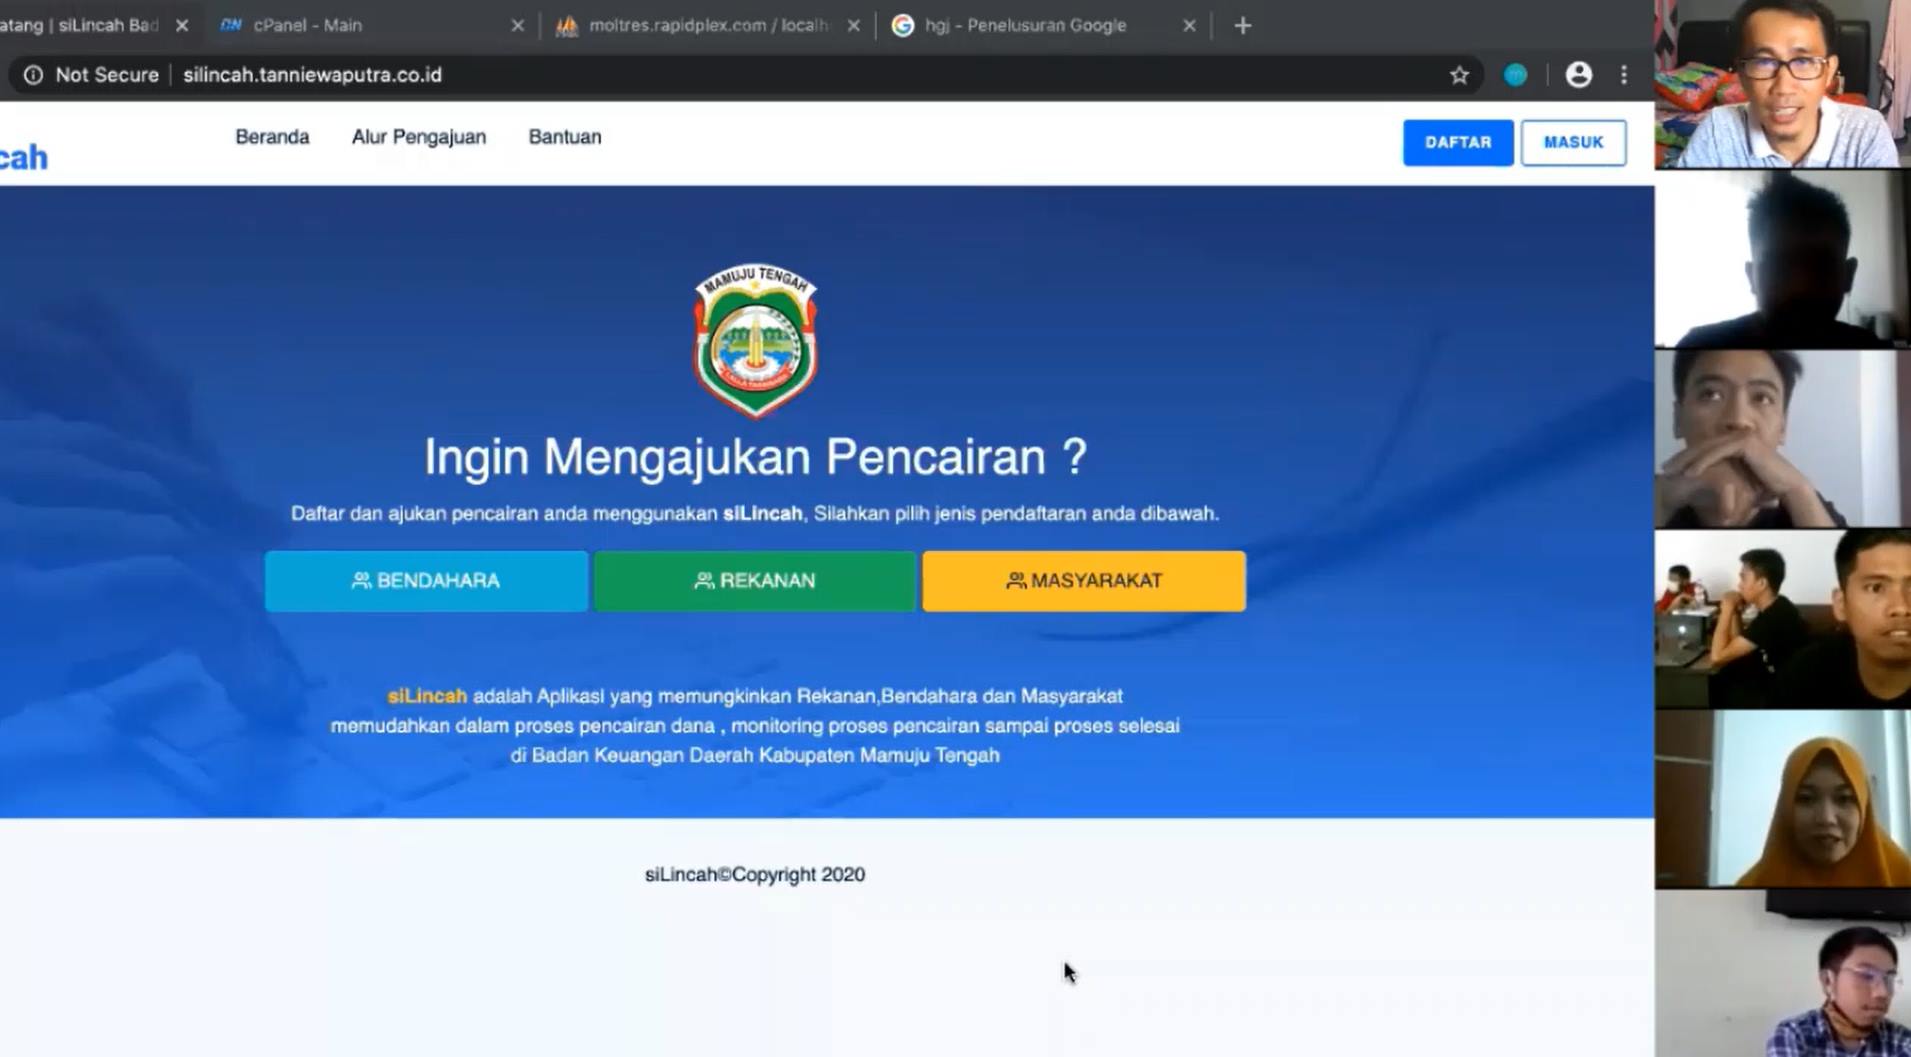 atang | siLincah Bad
cPanel - Main
moltres.rapidplex.com / localh
hgj - Penelusuran Google
Not Secure
silincah.tanniewaputra.co.id
cah
Beranda
Alur Pengajuan
Bantuan
DAFTAR
MASUK
MAMUJU TENGAH
Ingin Mengajukan Pencairan ?
Daftar dan ajukan pencairan anda menggunakan siLincah, Silahkan pilih jenis pendaftaran anda dibawah.
BENDAHARA
REKANAN
MASYARAKAT
siLincah adalah Aplikasi yang memungkinkan Rekanan,Bendahara dan Masyarakat
memudahkan dalam proses pencairan dana , monitoring proses pencairan sampai proses selesai
di Badan Keuangan Daerah Kabupaten Mamuju Tengah
siLincah©Copyright 2020